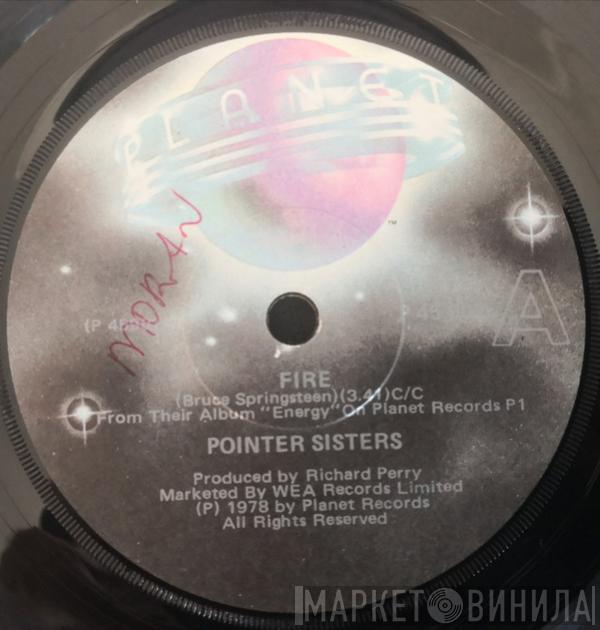 PLANET
TM
MORAN
A
FIRE
(Bruce Springsteen)(3.41)C/C
From Their Album "Energy" On Planet Records P1
POINTER SISTERS
Produced by Richard Perry
Marketed By WEA Records Limited
(P) 1978 by Planet Records
All Rights Reserved
МАРКЕТ ВИНИЛА